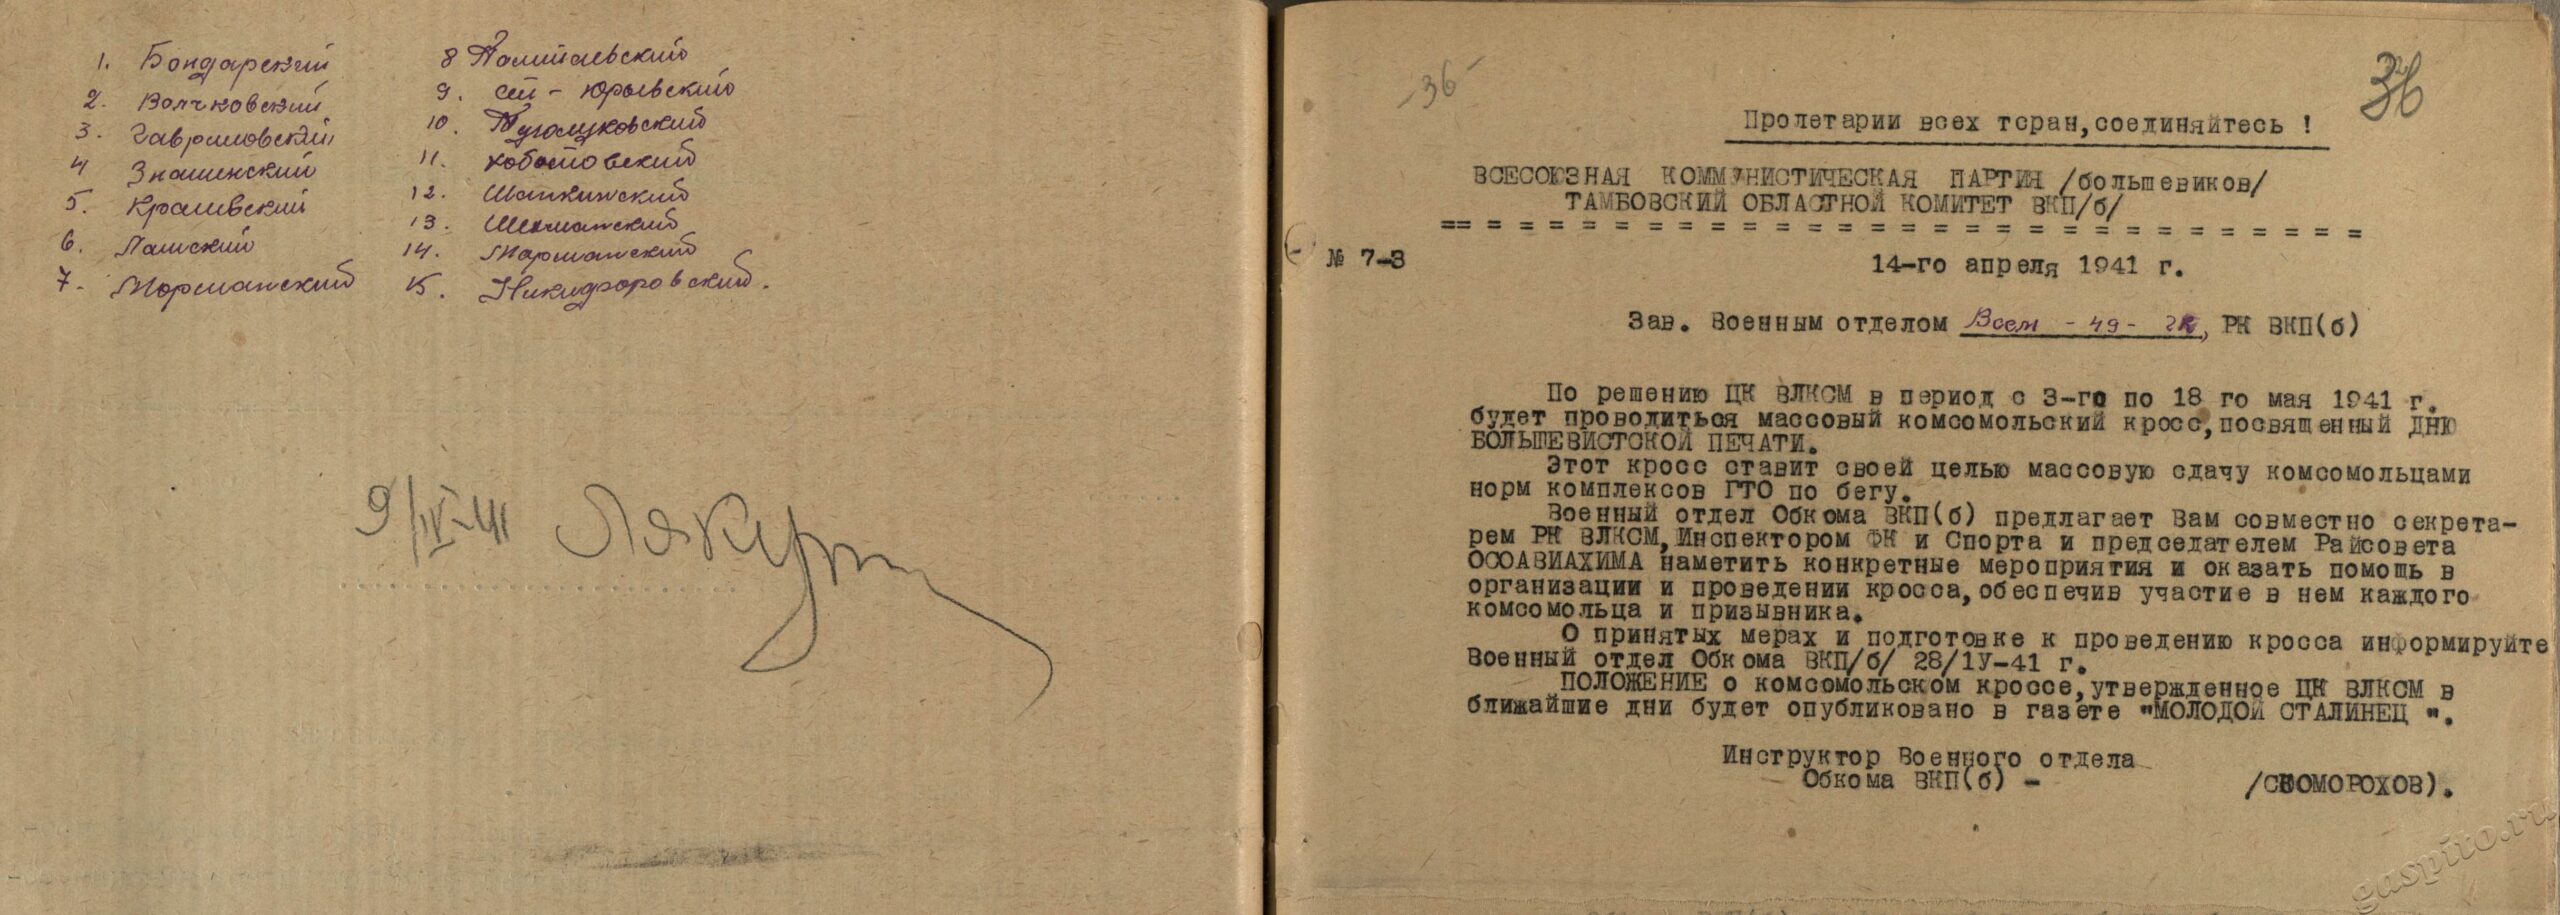 1. Бондарский
2. Волчковский
3. Гавриловский
4 Знаменский
5. Краснвский
6. Ламский
7. Моршанский
8 Полетаевский
9. Ст - Юрьевский
10. Туголуковский
11. Хоботовский
12. Шапкинский
13. Шехманский
14. Моршанский
15. Никифоровский.
9/IV-41
-36-
36
Пролетарии всех тсран,соединяйтесь !
ВСЕСОЮЗНАЯ КОММУНИСТИЧЕСКАЯ ПАРТИЯ /большевиков/
ТАМБОВСКИЙ ОБЛАСТНОЙ КОМИТЕТ ВКП/б/
№ 7-3
14-го апреля 1941 г.
Зав. Военным отделом Всем - 49 - ГК, РК ВКП(б)
По решению ЦК ВЛКСМ в период с 3-го по 18 го мая 1941 г.
будет проводиться массовый комсомольский кросс,посвященный ДНЮ
БОЛЬШЕВИСТСКОЙ ПЕЧАТИ.
Этот кросс ставит своей целью массовую сдачу комсомольцами
норм комплексов ГТО по бегу.
Военный отдел Обкома ВКП(б) предлагает Вам совместно секрета-
рем РК ВЛКСМ,Инспектором ФК и Спорта и председателем Райсовета
ОСОАВИАХИМА наметить конкретные мероприятия и оказать помощь в
организации и проведении кросса,обеспечив участие в нем каждого
комсомольца и призывника.
О принятых мерах и подготовке к проведению кросса информируйте
Военный отдел Обкома ВКП/б/ 28/1У-41 г.
ПОЛОЖЕНИЕ о комсомольском кроссе,утвержденное ЦК ВЛКСМ в
ближайшие дни будет опубликовано в газете "МОЛОДОЙ СТАЛИНЕЦ ".
Инструктор Военного отдела
Обкома ВКП(б) - /СКОМОРОХОВ).
gaspito.ru